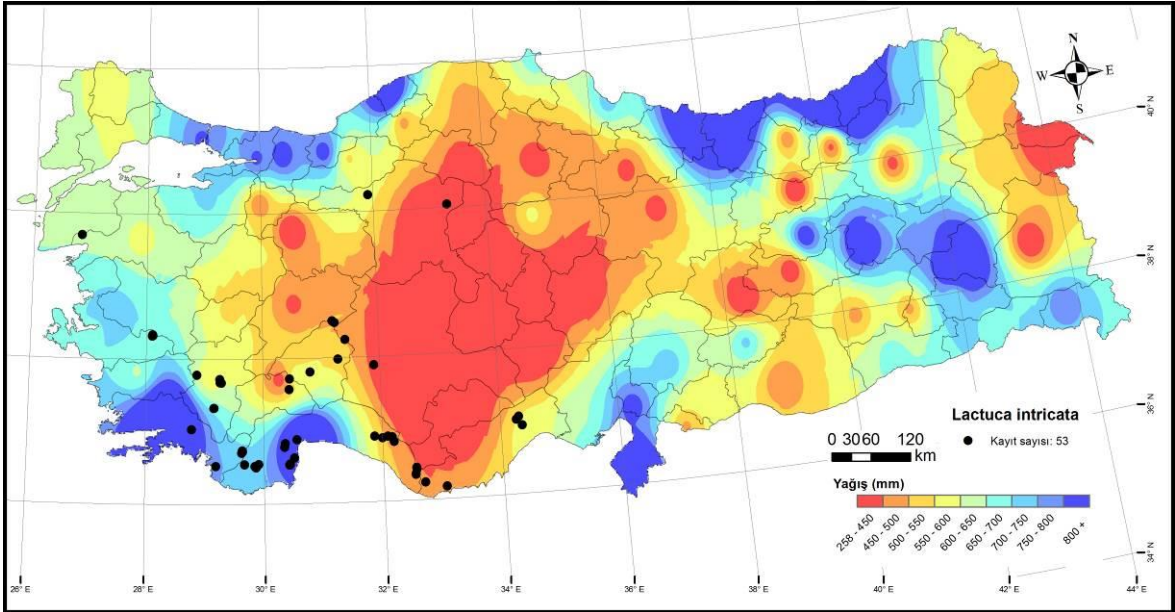 N
W E
S
40° N
38° N
36° N
34° N
Lactuca intricata
Kayıt sayısı: 53
0 30 60 120
km
Yağış (mm)
258 - 450
450 - 500
500 - 550
550 - 600
600 - 650
650 - 700
700 - 750
750 - 800
800 +
26° E 28° E 30° E 32° E 34° E 36° E 38° E 40° E 42° E 44° E